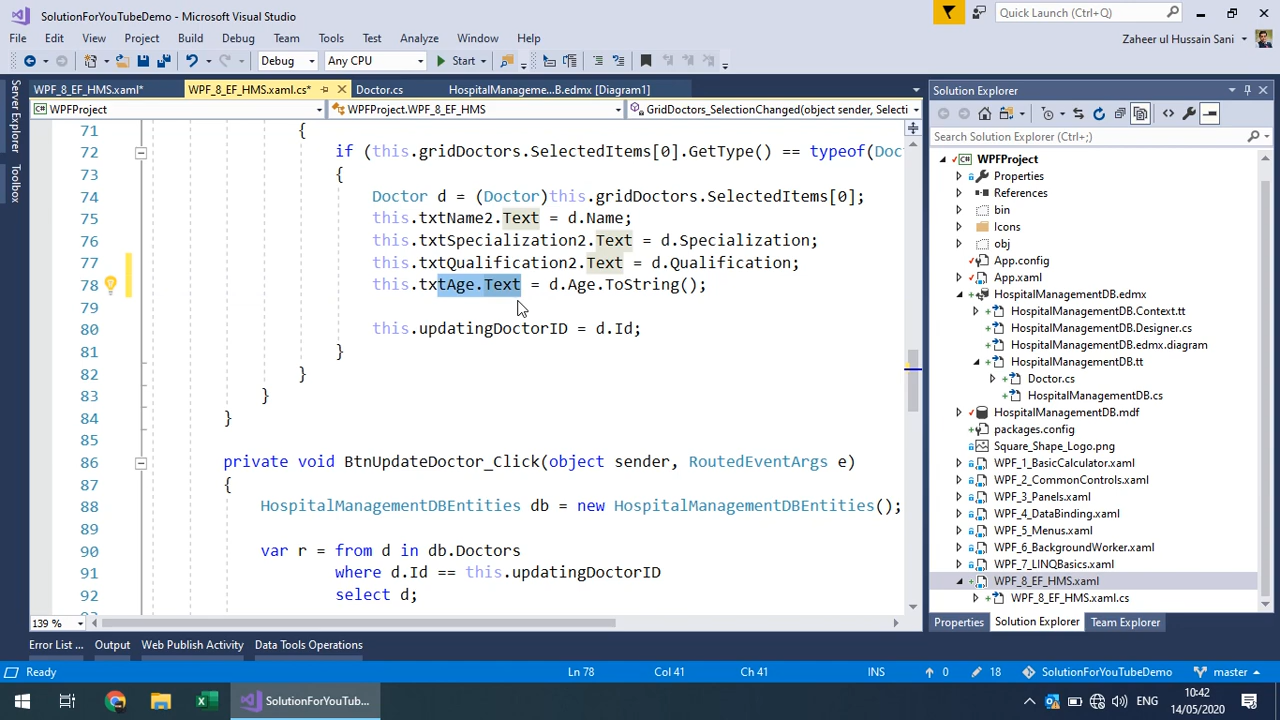 SolutionForYouTubeDemo - Microsoft Visual Studio
Quick Launch (Ctrl+Q)
File Edit View Project Build Debug Team Tools Test Analyze Window Help
Zaheer ul Hussain Sani
Debug Any CPU Start
WPF_8_EF_HMS.xaml* WPF_8_EF_HMS.xaml.cs* Doctor.cs HospitalManageme...B.edmx [Diagram1]
WPFProject WPFProject.WPF_8_EF_HMS GridDoctors_SelectionChanged(object sender, Selecti
Server Explorer
Toolbox
71 {
72 if (this.gridDoctors.SelectedItems[0].GetType() == typeof(Doc
73 {
74 Doctor d = (Doctor)this.gridDoctors.SelectedItems[0];
75 this.txtName2.Text = d.Name;
76 this.txtSpecialization2.Text = d.Specialization;
77 this.txtQualification2.Text = d.Qualification;
78 this.txtAge.Text = d.Age.ToString();
79
80 this.updatingDoctorID = d.Id;
81 }
82 }
83 }
84 }
85
86 private void BtnUpdateDoctor_Click(object sender, RoutedEventArgs e)
87 {
88 HospitalManagementDBEntities db = new HospitalManagementDBEntities();
89
90 var r = from d in db.Doctors
91 where d.Id == this.updatingDoctorID
92 select d;
139 %
Solution Explorer
Search Solution Explorer (Ctrl+;)
WPFProject
Properties
References
bin
Icons
obj
App.config
App.xaml
HospitalManagementDB.edmx
HospitalManagementDB.Context.tt
HospitalManagementDB.Designer.cs
HospitalManagementDB.edmx.diagram
HospitalManagementDB.tt
Doctor.cs
HospitalManagementDB.cs
HospitalManagementDB.mdf
packages.config
Square_Shape_Logo.png
WPF_1_BasicCalculator.xaml
WPF_2_CommonControls.xaml
WPF_3_Panels.xaml
WPF_4_DataBinding.xaml
WPF_5_Menus.xaml
WPF_6_BackgroundWorker.xaml
WPF_7_LINQBasics.xaml
WPF_8_EF_HMS.xaml
WPF_8_EF_HMS.xaml.cs
Properties Solution Explorer Team Explorer
Error List ... Output Web Publish Activity Data Tools Operations
Ready Ln 78 Col 41 Ch 41 INS 0 18 SolutionForYouTubeDemo master
SolutionForYouTub... ENG 10:42
14/05/2020